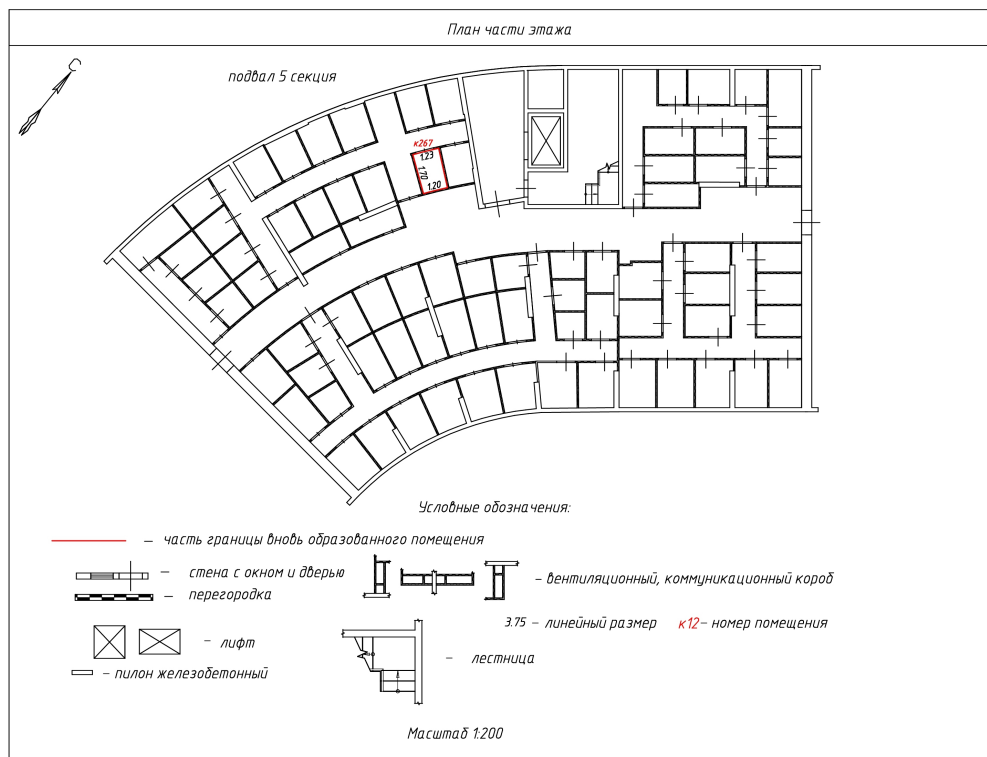 План части этажа
С
подвал 5 секция
к267
1.23
1.70
1.20
Условные обозначения:
– часть границы вновь образованного помещения
– стена с окном и дверью
– перегородка
– вентиляционный, коммуникационный короб
3.75 – линейный размер к12 – номер помещения
– лифт
– лестница
– пилон железобетонный
Масштаб 1:200